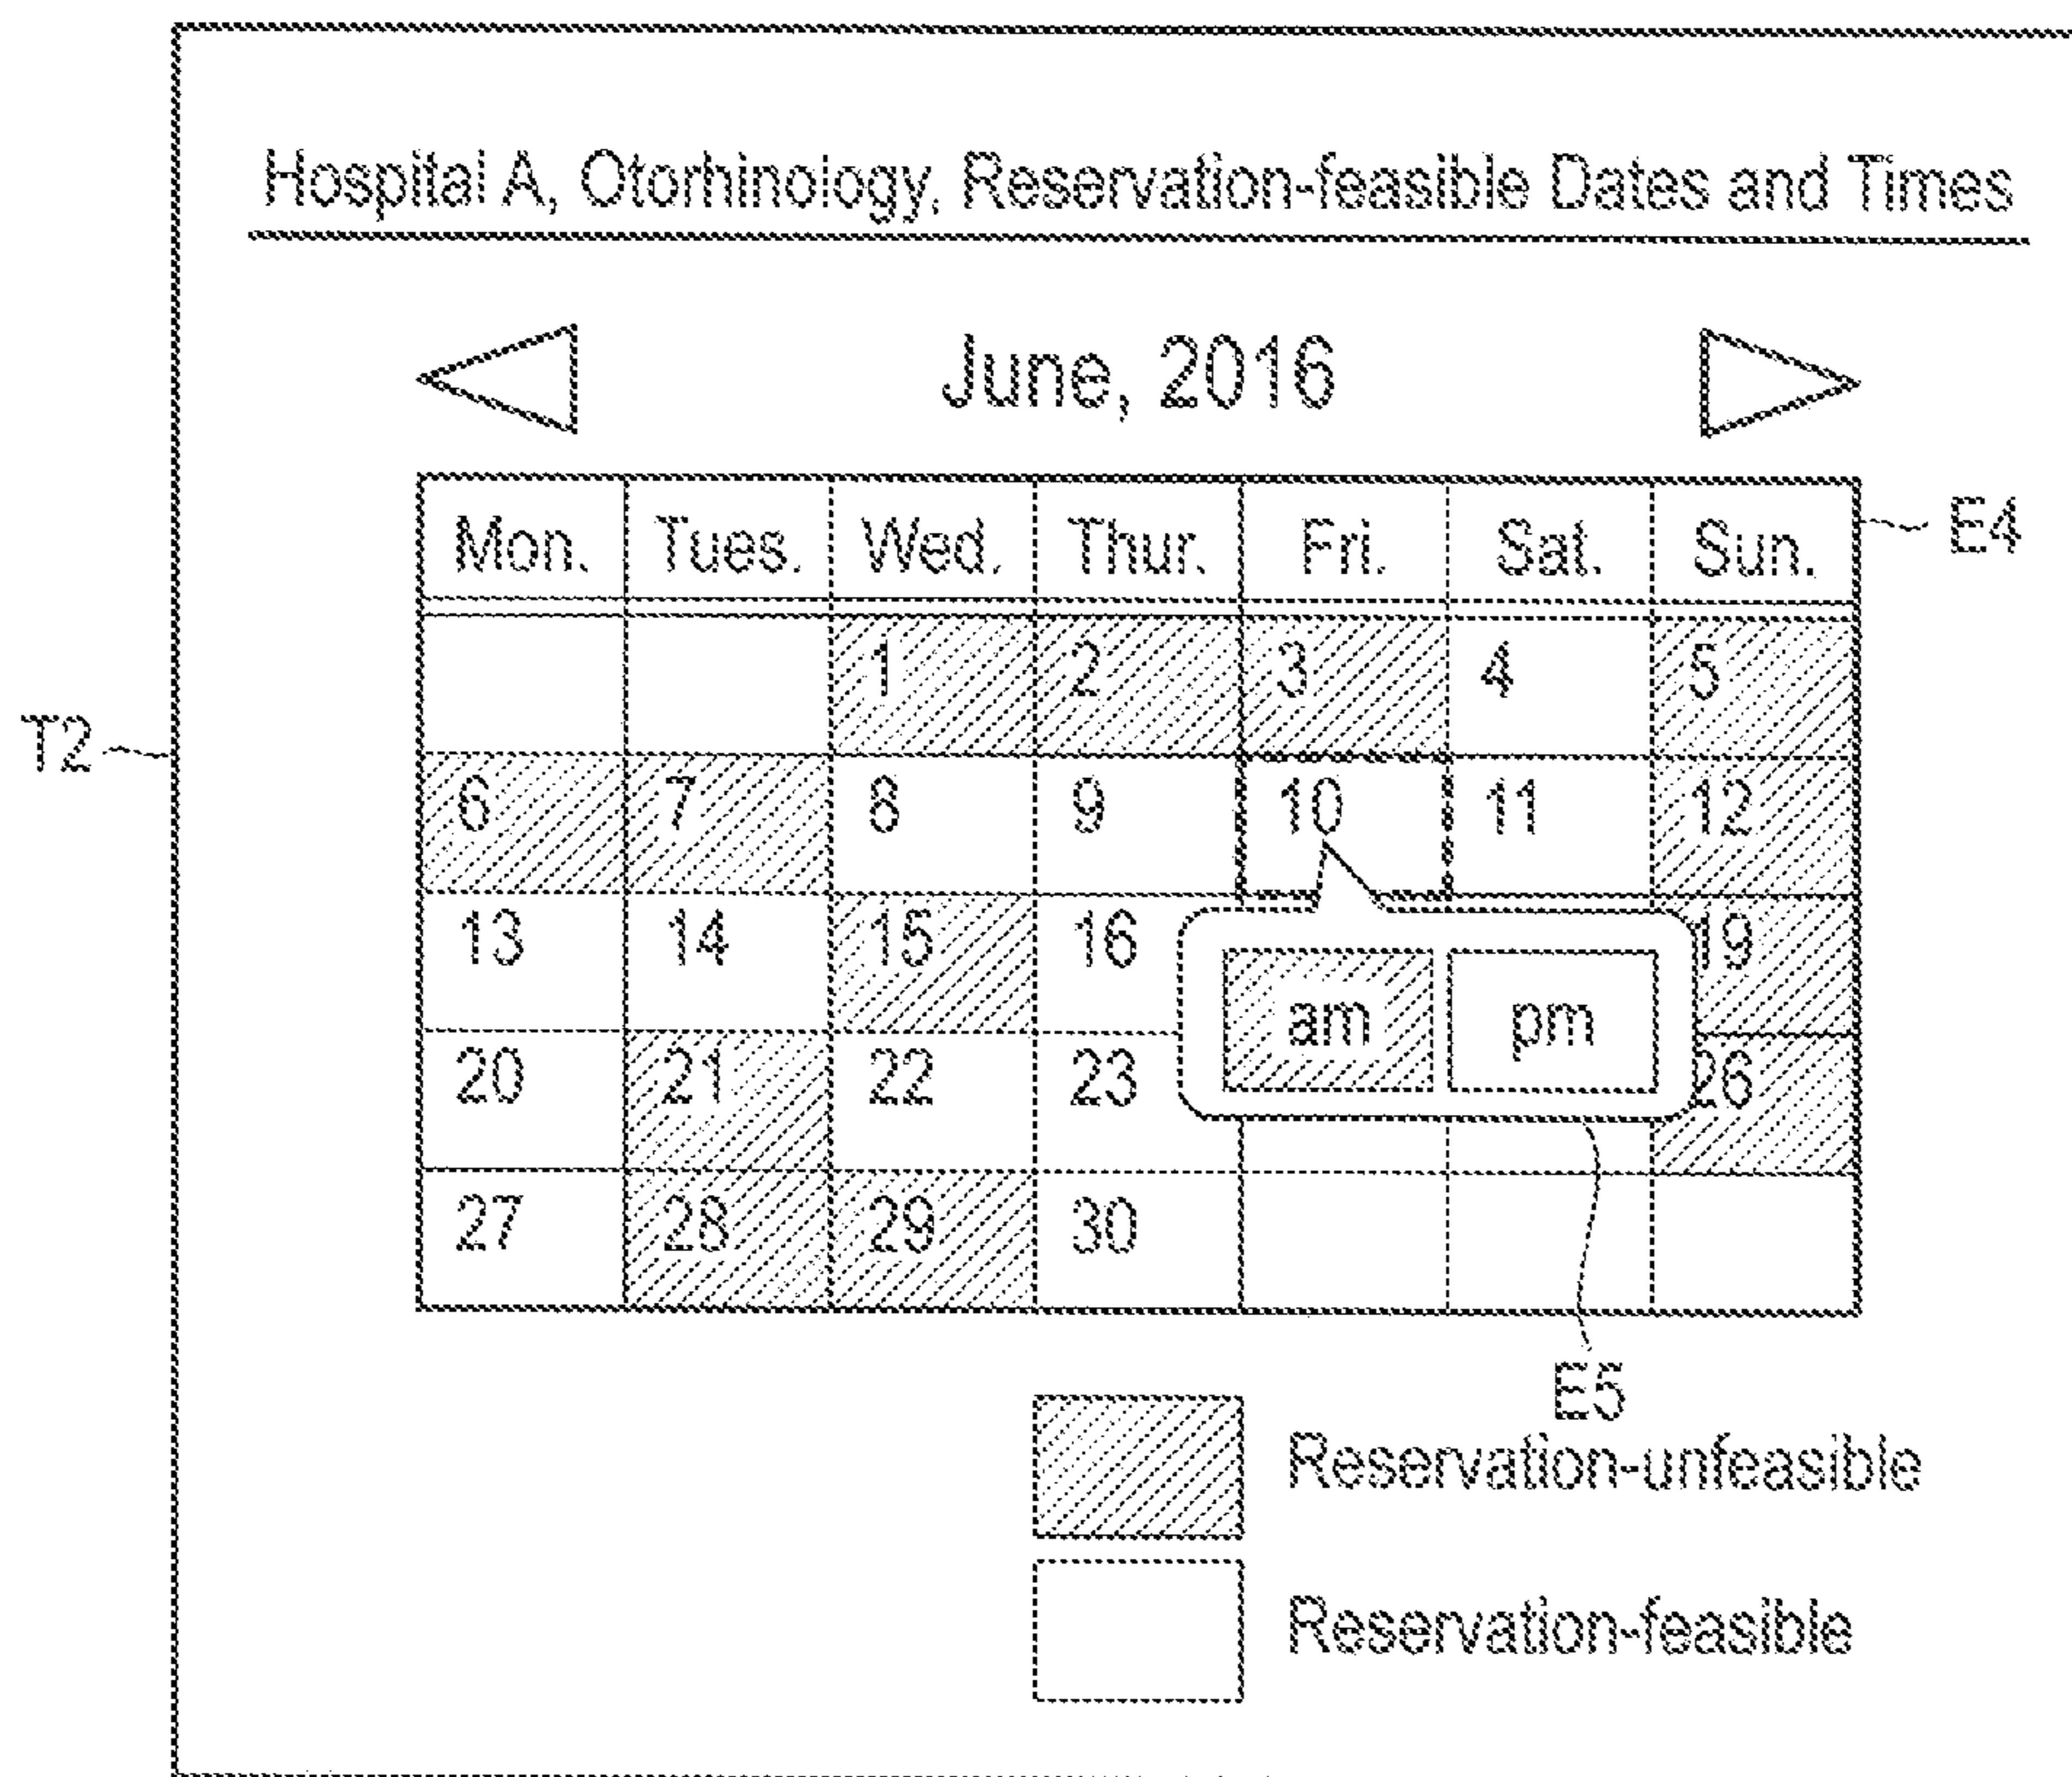 Hospital A, Otorhinology, Reservation-feasible Dates and Times
June, 2016
Mon. Tues. Wed. Thur. Fri. Sat. Sun.
E4
1 2 3 4 5
T2
6 7 8 9 10 11 12
13 14 15 16 19
am pm
20 21 22 23 26
27 28 29 30
E5
Reservation-unfeasible
Reservation-feasible